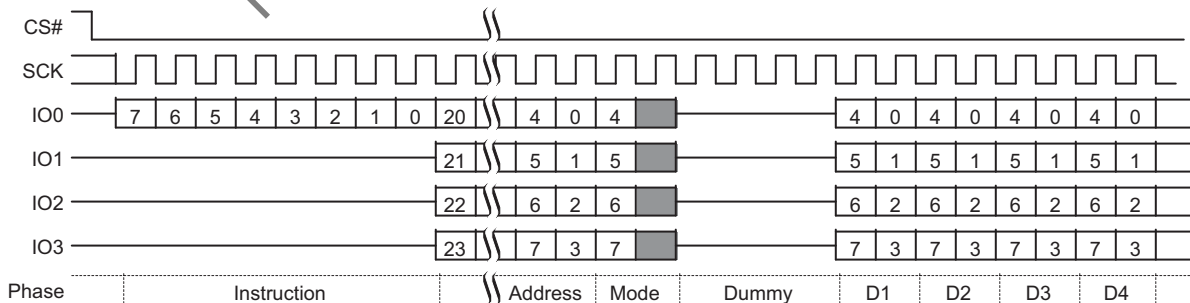 CS#
SCK
IO0 7 6 5 4 3 2 1 0 20 4 0 4 4 0 4 0 4 0 4 0
IO1 21 5 1 5 5 1 5 1 5 1 5 1
IO2 22 6 2 6 6 2 6 2 6 2 6 2
IO3 23 7 3 7 7 3 7 3 7 3 7 3
Phase Instruction Address Mode Dummy D1 D2 D3 D4